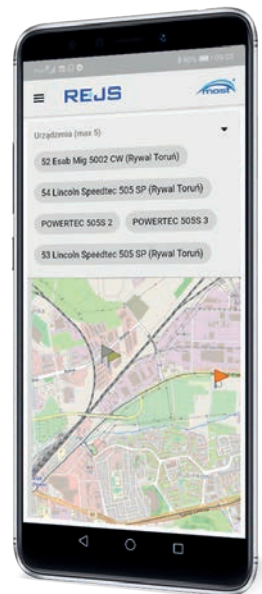 REJS
most
Urządzenia (max 5)
52 Esab Mig 5002 CW (Rywal Toruń)
54 Lincoln Speedtec 505 SP (Rywal Toruń)
POWERTEC 505S 2 POWERTEC 505S 3
53 Lincoln Speedtec 505 SP (Rywal Toruń)